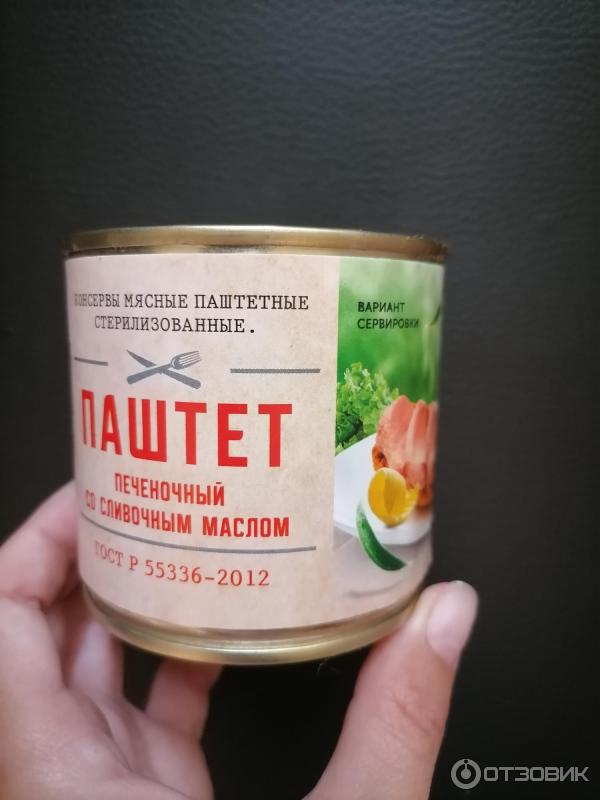 КОНСЕРВЫ МЯСНЫЕ ПАШТЕТНЫЕ
СТЕРИЛИЗОВАННЫЕ.
ПАШТЕТ
ПЕЧЕНОЧНЫЙ
СО СЛИВОЧНЫМ МАСЛОМ
ГОСТ Р 55336-2012
ВАРИАНТ
СЕРВИРОВКИ
ОТЗОВИК